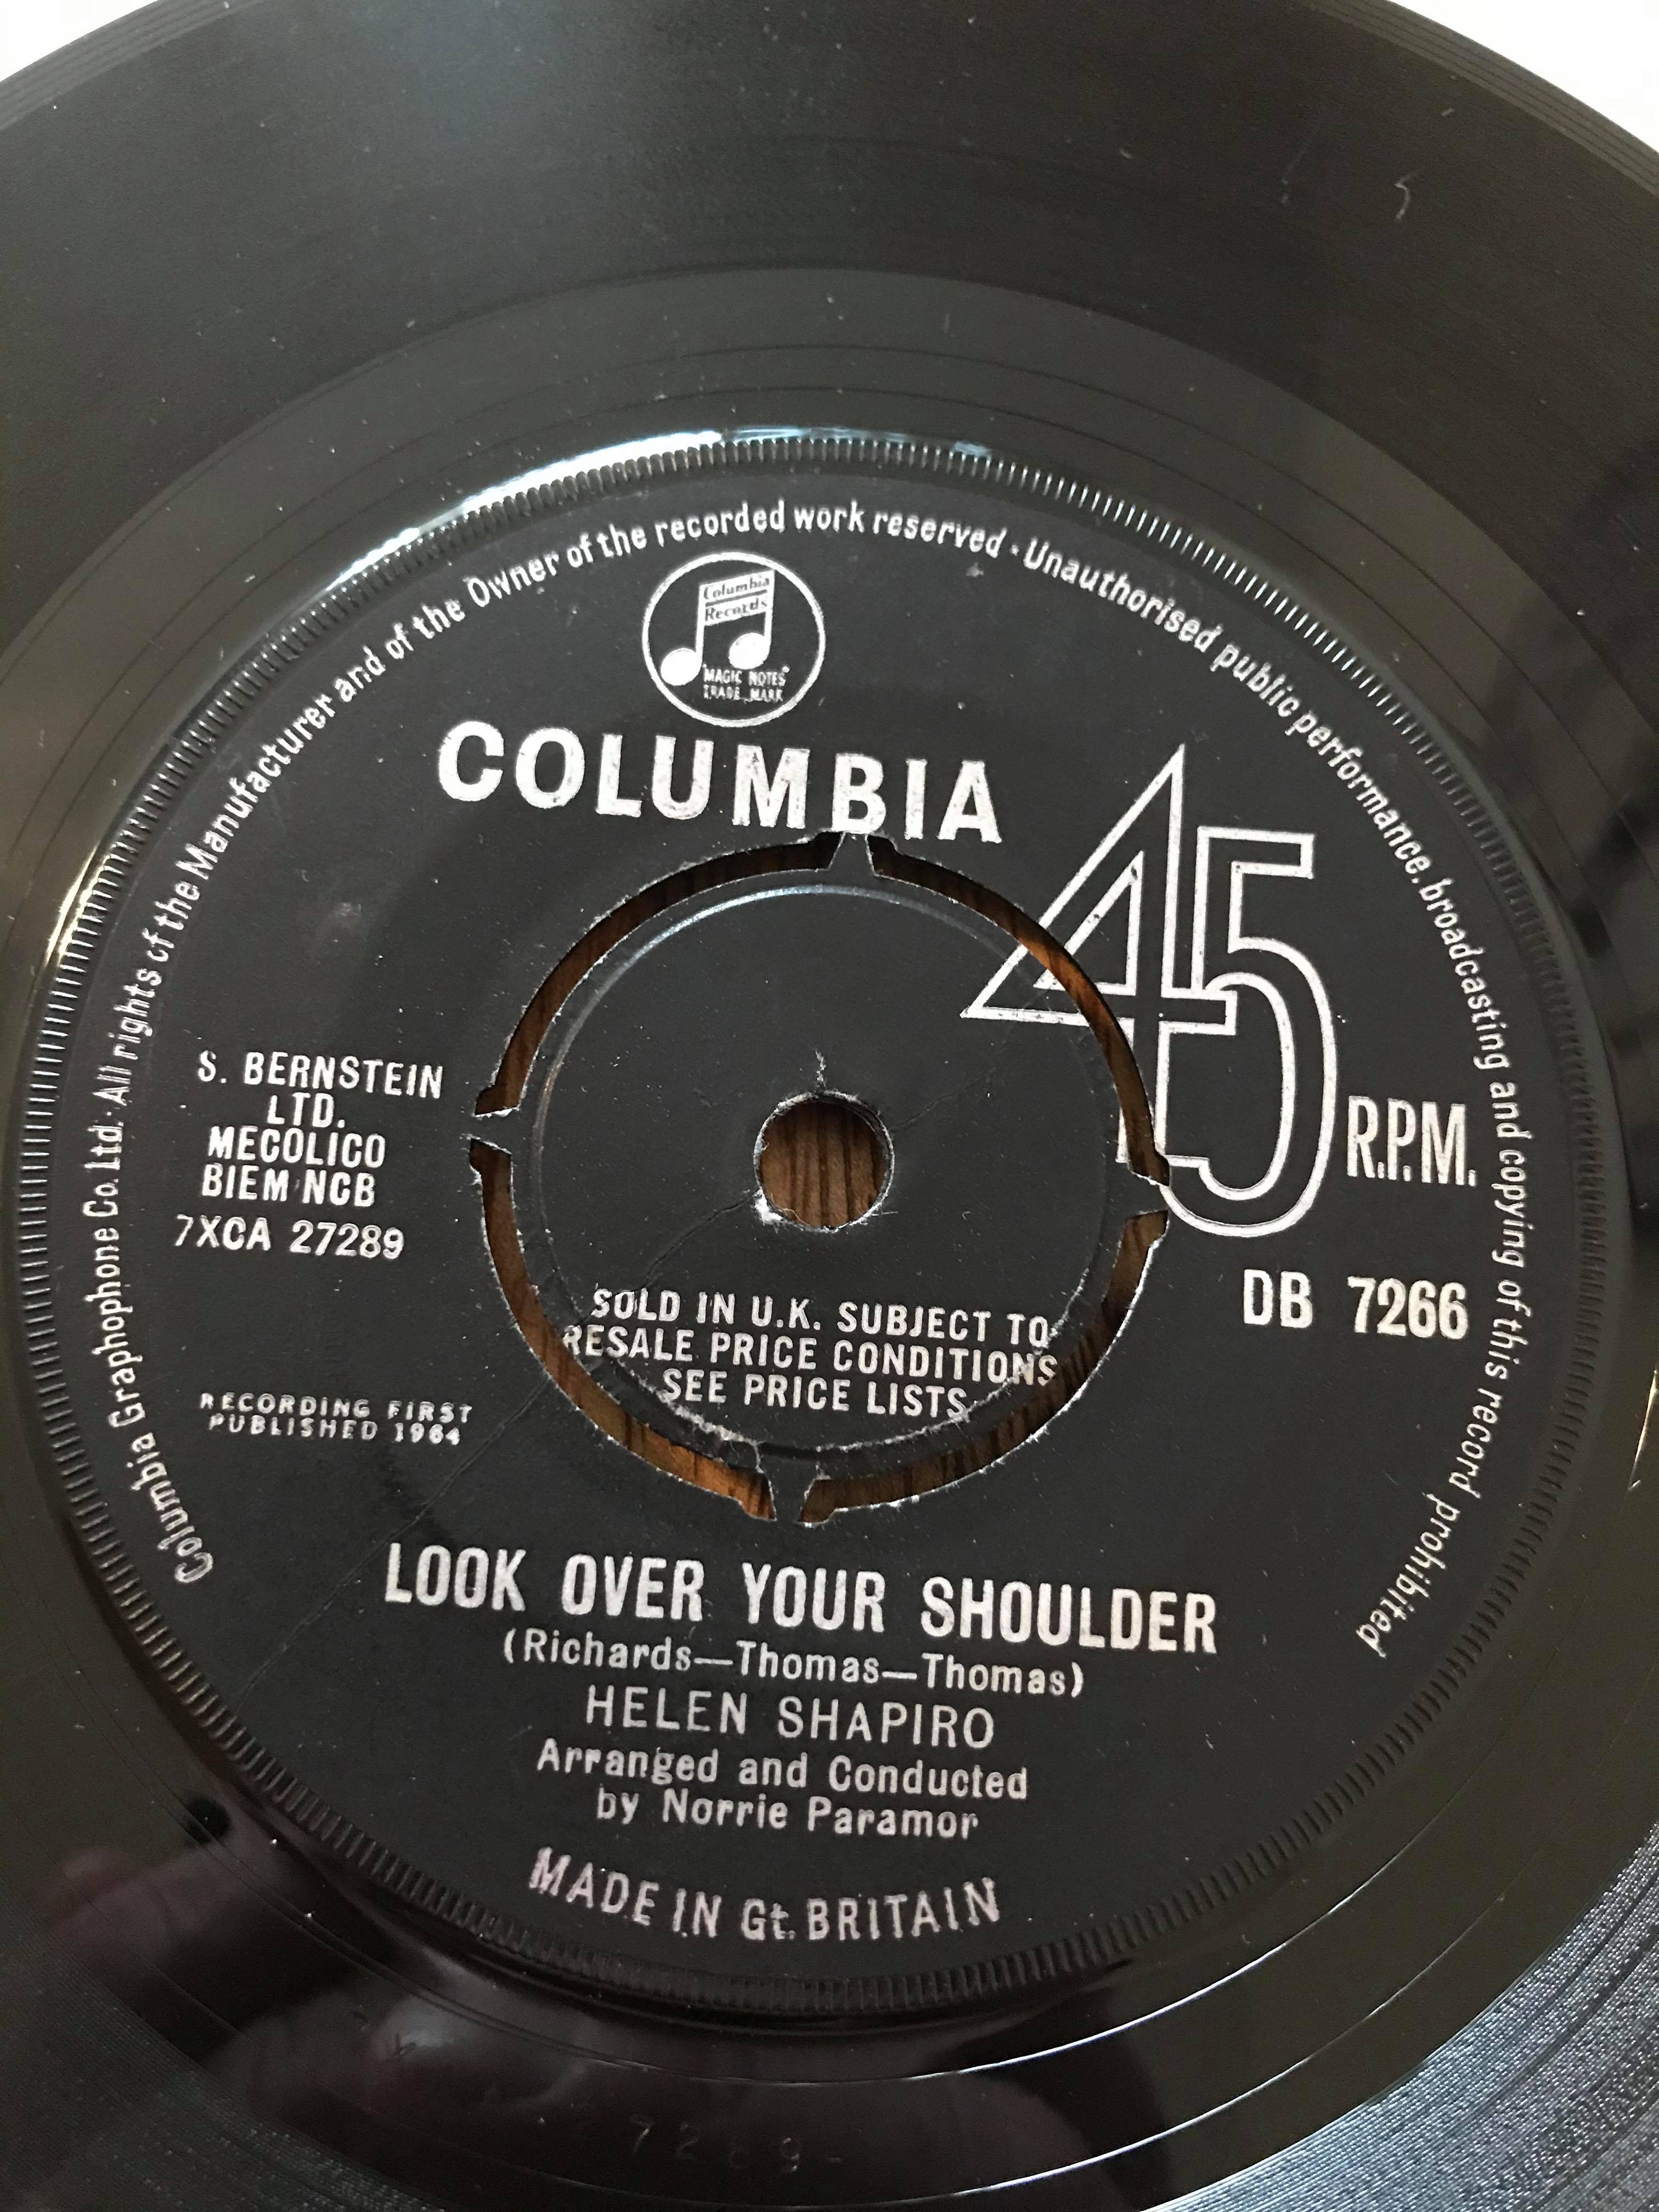 Columbia Graphophone Co. Ltd. · All rights of the Manufacturer and of the Owner of the recorded work reserved · Unauthorised public performance, broadcasting and copying of this record prohibited
Columbia
Records
"MAGIC NOTES"
TRADE MARK
COLUMBIA
45
R.P.M.
S. BERNSTEIN
LTD.
MECOLICO
BIEM NCB
7XCA 27289
DB 7266
SOLD IN U.K. SUBJECT TO
RESALE PRICE CONDITIONS
SEE PRICE LISTS
RECORDING FIRST
PUBLISHED 1964
LOOK OVER YOUR SHOULDER
(Richards—Thomas—Thomas)
HELEN SHAPIRO
Arranged and Conducted
by Norrie Paramor
MADE IN Gt. BRITAIN